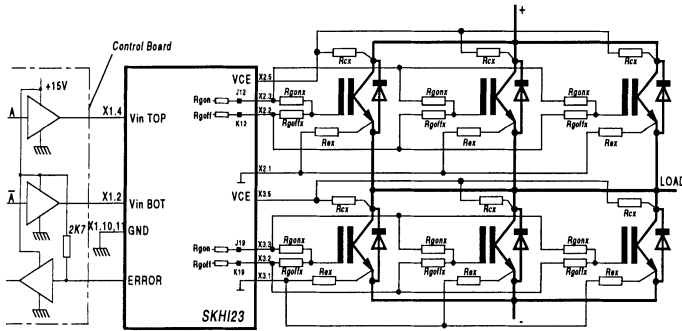 +
Control Board
+15V
A
X1.4
Vin TOP
VCE
X2.5
J12
X2.3
Rgon
Rgoff
X2.2
K12
Rcx
Rcx
Rcx
Rgonx
Rgonx
Rgonx
Rgoffx
Rgoffx
Rgoffx
Rex
Rex
Rex
X2.1
LOAD
A
X1.2
Vin BOT
VCE
X3.5
2K7
X1.10,11
GND
Rcx
Rcx
Rcx
J19
X3.3
Rgon
Rgoff
X3.2
K19
X3.1
Rgonx
Rgonx
Rgonx
Rgoffx
Rgoffx
Rgoffx
Rex
Rex
Rex
ERROR
SKHI23
-